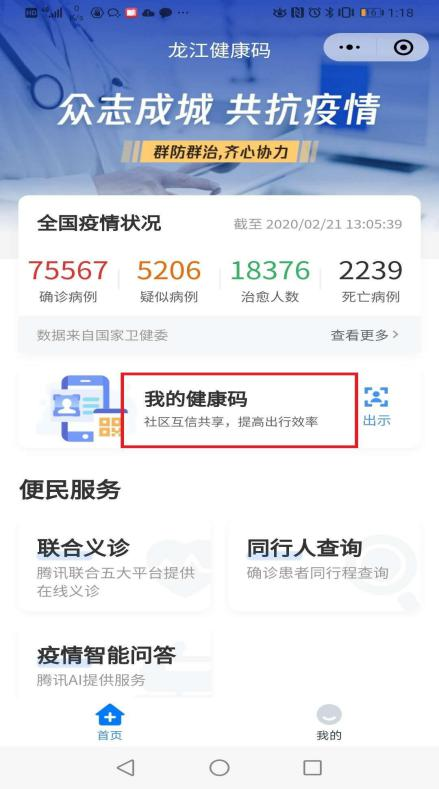 HD 1:18
龙江健康码
众志成城 共抗疫情
群防群治,齐心协力
全国疫情状况 截至 2020/02/21 13:05:39
75567 5206 18376 2239
确诊病例 疑似病例 治愈人数 死亡病例
数据来自国家卫健委 查看更多
我的健康码
社区互信共享，提高出行效率
出示
便民服务
联合义诊 同行人查询
腾讯联合五大平台提供 确诊患者同行程查询
在线义诊
疫情智能问答
腾讯AI提供服务
首页 我的